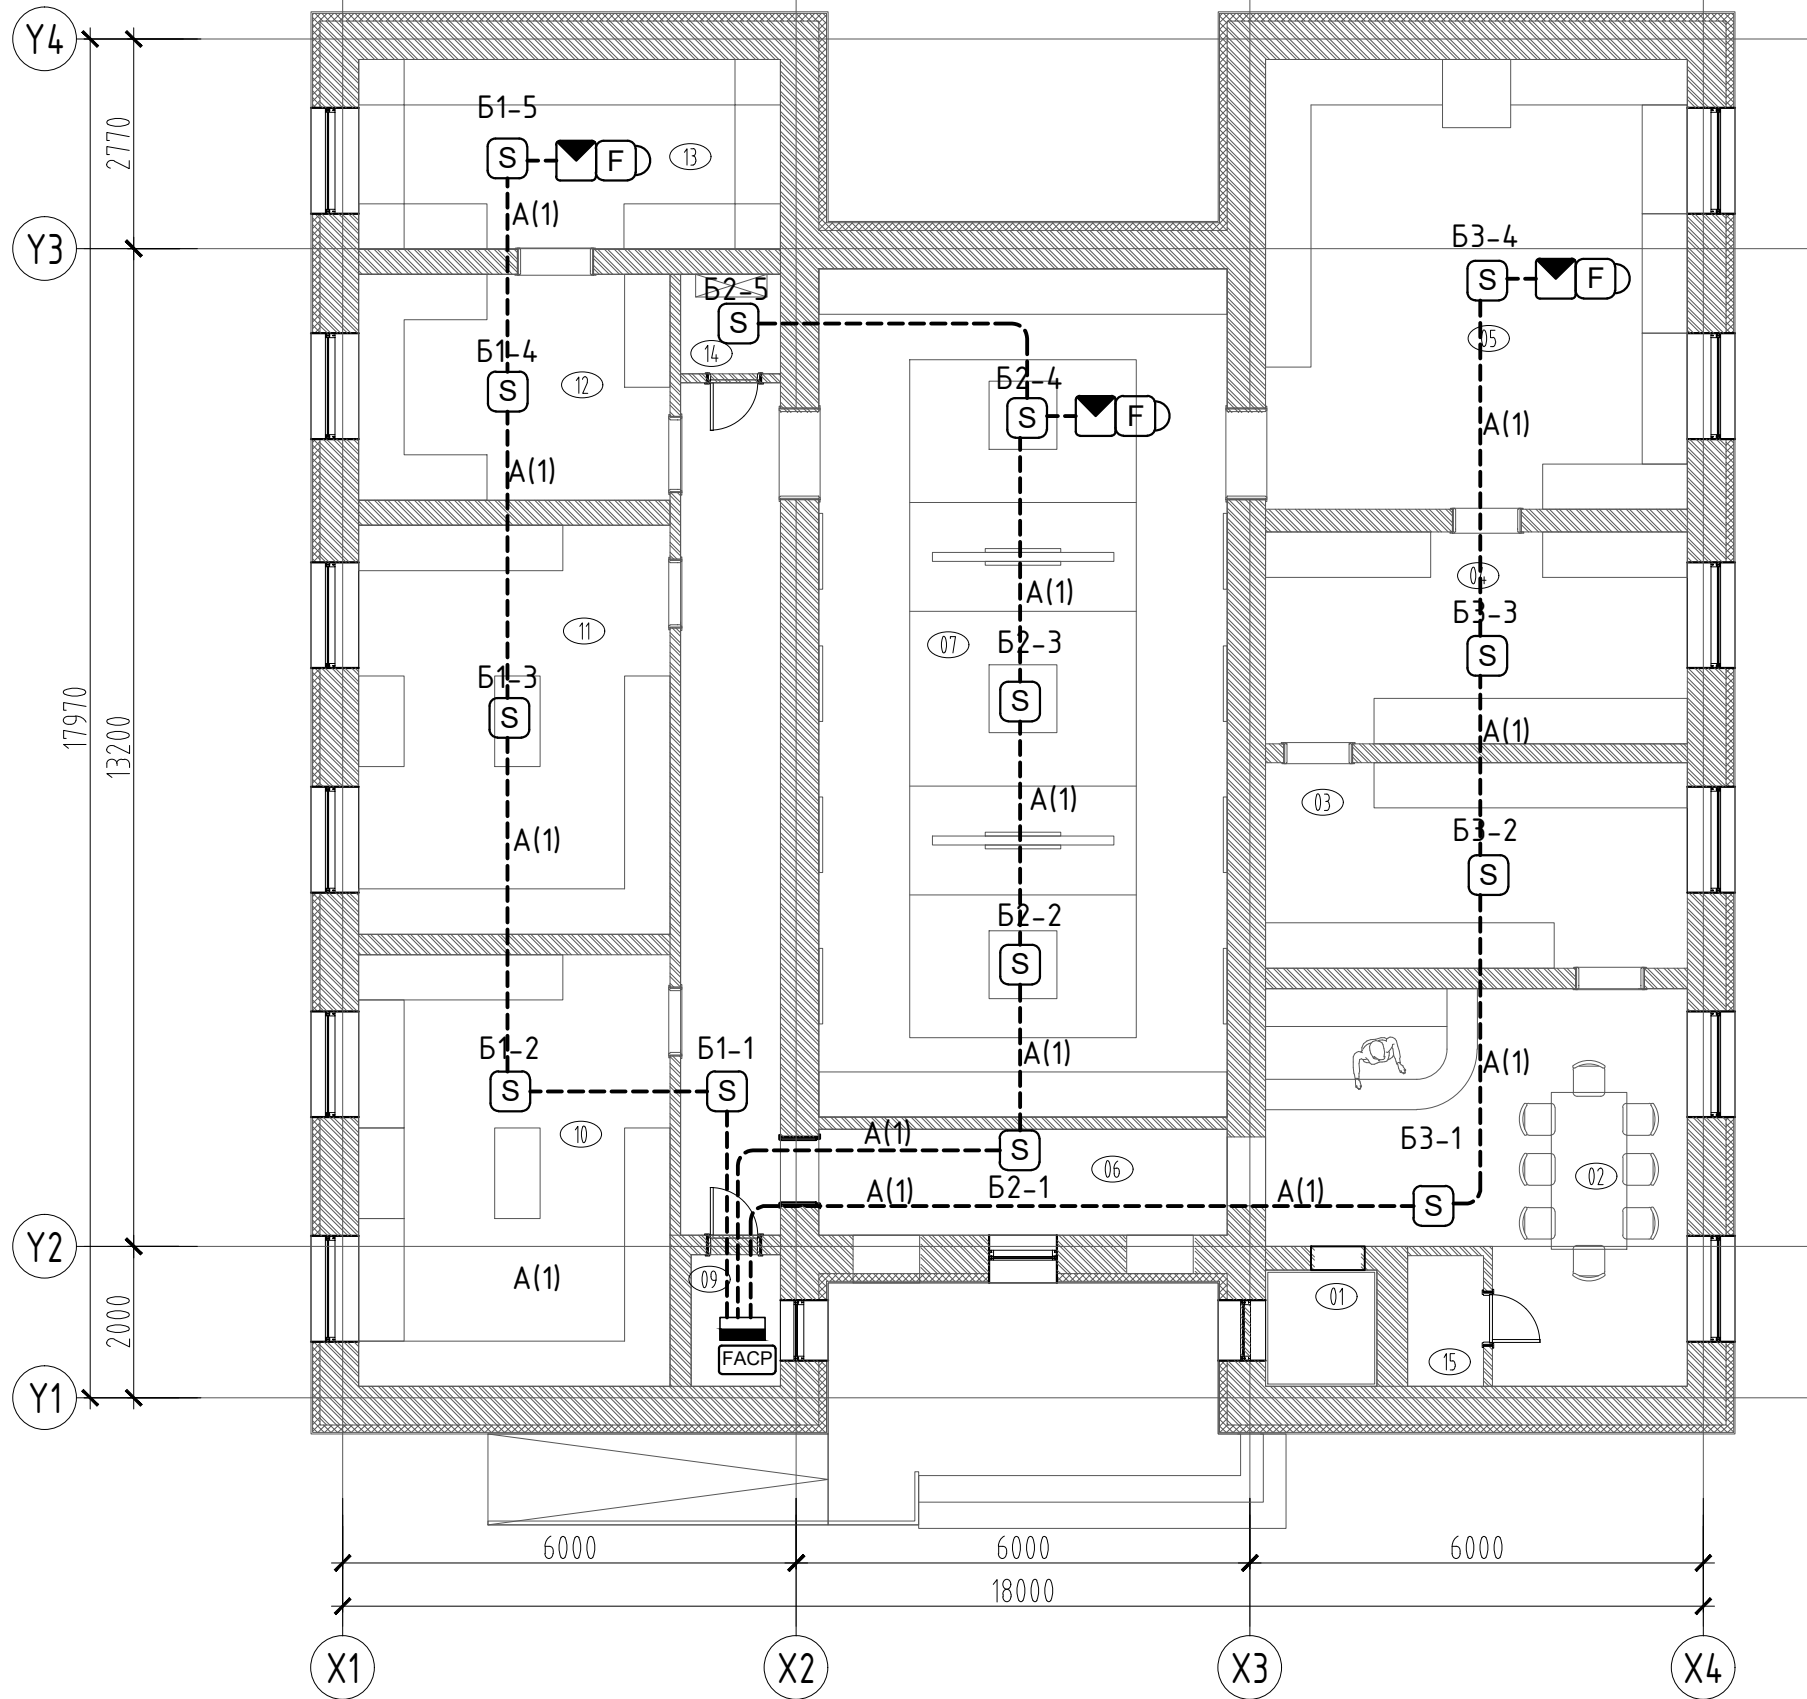 Y4
Б1-5
S
F
13
2770
А(1)
Y3
Б3-4
S
F
Б2-5
S
05
14
Б1-4
S
12
Б2-4
S
F
А(1)
А(1)
04
А(1)
Б3-3
S
11
07
Б2-3
S
Б1-3
S
17970
13200
А(1)
А(1)
03
Б3-2
S
А(1)
Б2-2
S
Б1-2
S
Б1-1
S
А(1)
А(1)
10
А(1)
S
Б2-1
06
Б3-1
S
02
А(1)
А(1)
Y2
09
А(1)
01
2000
FACP
15
Y1
6000
6000
6000
18000
X1
X2
X3
X4